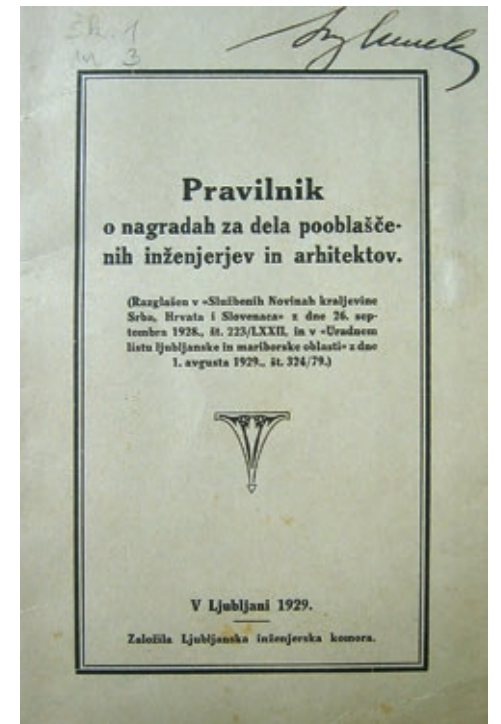 Pravilnik
o nagradah za dela pooblašče-
nih inženjerjev in arhitektov.
(Razglašen v »Službenih Novinah kraljevine
Srba, Hrvata i Slovenaca« z dne 26. sep-
tembra 1928., št. 223/LXXII, in v »Uradnem
listu ljubljanske in mariborske oblasti« z dne
1. avgusta 1929., št. 324/79.)
V Ljubljani 1929.
Založila Ljubljanska inženjerska komora.